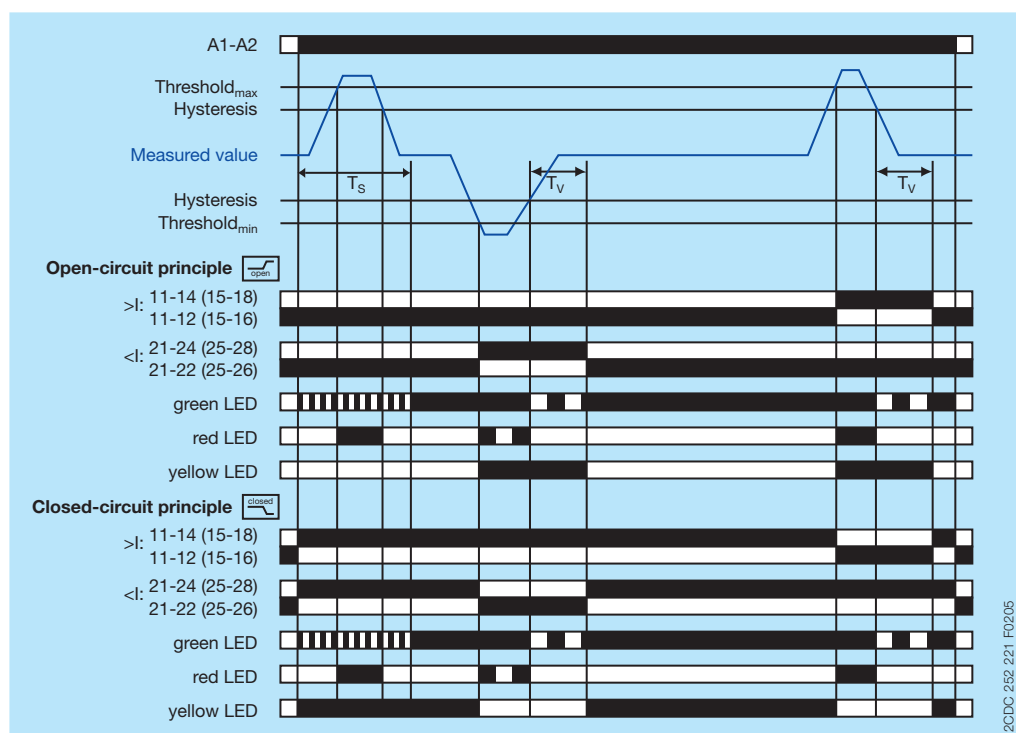 A1-A2
Threshold max
Hysteresis
Measured value
TS
TV
TV
Hysteresis
Threshold min
Open-circuit principle open
>I: 11-14 (15-18)
11-12 (15-16)
<I: 21-24 (25-28)
21-22 (25-26)
green LED
red LED
yellow LED
Closed-circuit principle closed
>I: 11-14 (15-18)
11-12 (15-16)
<I: 21-24 (25-28)
21-22 (25-26)
green LED
red LED
yellow LED
2CDC 252 221 F0205